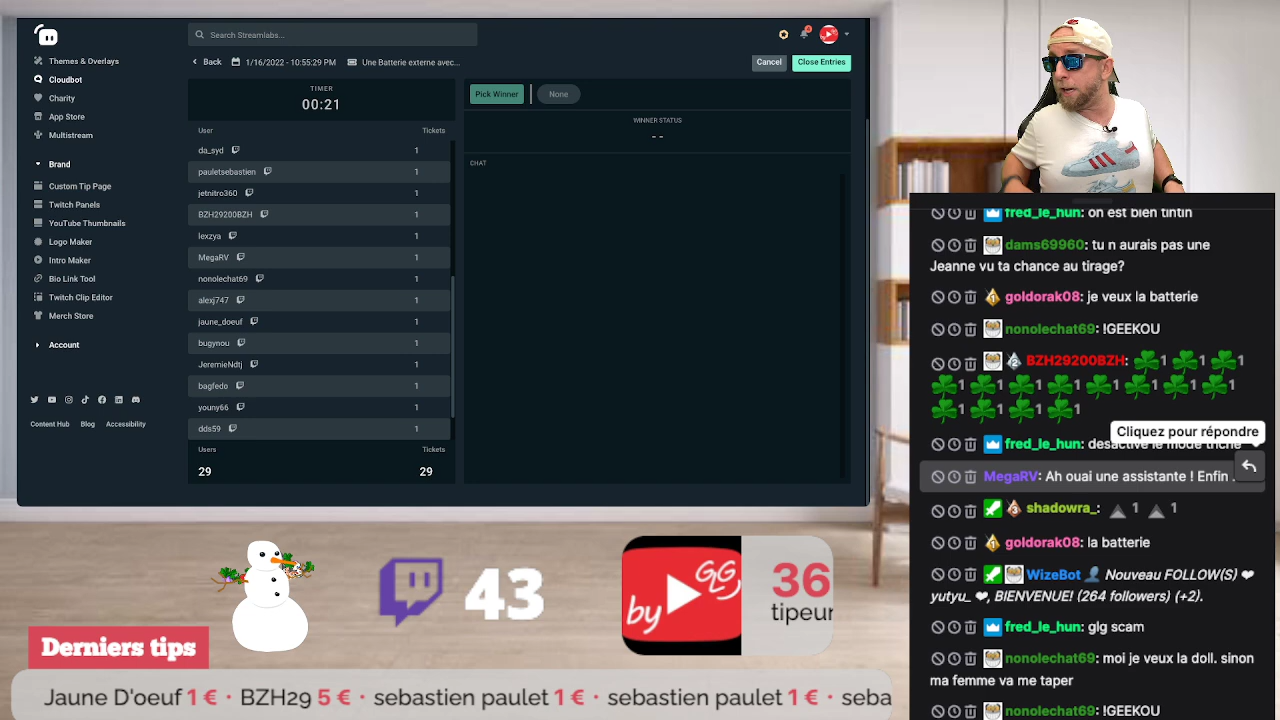 Search Streamlabs...
Themes & Overlays
Cloudbot
Charity
App Store
Multistream
Brand
Custom Tip Page
Twitch Panels
YouTube Thumbnails
Logo Maker
Intro Maker
Bio Link Tool
Twitch Clip Editor
Merch Store
Account
Content Hub Blog Accessibility
Back 1/16/2022 - 10:55:29 PM Une Batterie externe avec...
Cancel Close Entries
TIMER
00:21
User Tickets
da_syd 1
pauletsebastien 1
jetnitro360 1
BZH29200BZH 1
lexzya 1
MegaRV 1
nonolechat69 1
alexj747 1
jaune_doeuf 1
bugynou 1
JeremieNdtj 1
bagfedo 1
youny66 1
dds59 1
Users Tickets
29 29
Pick Winner None
WINNER STATUS
--
CHAT
fred_le_hun: on est bien tintin
dams69960: tu n aurais pas une
Jeanne vu ta chance au tirage?
goldorak08: je veux la batterie
nonolechat69: !GEEKOU
BZH29200BZH: 1 1 1
1 1 1 1 1 1 1 1
1 1 1 1
Cliquez pour répondre
fred_le_hun: desactive le mode triche
MegaRV: Ah ouai une assistante ! Enfin
shadowra_: 1 1
goldorak08: la batterie
WizeBot Nouveau FOLLOW(S) ❤
yutyu_ ❤, BIENVENUE! (264 followers) (+2).
fred_le_hun: glg scam
nonolechat69: moi je veux la doll. sinon
ma femme va me taper
nonolechat69: !GEEKOU
43
by GLG
36
tipeur
Derniers tips
Jaune D'oeuf 1 € · BZH29 5 € · sebastien paulet 1 € · sebastien paulet 1 € · seba